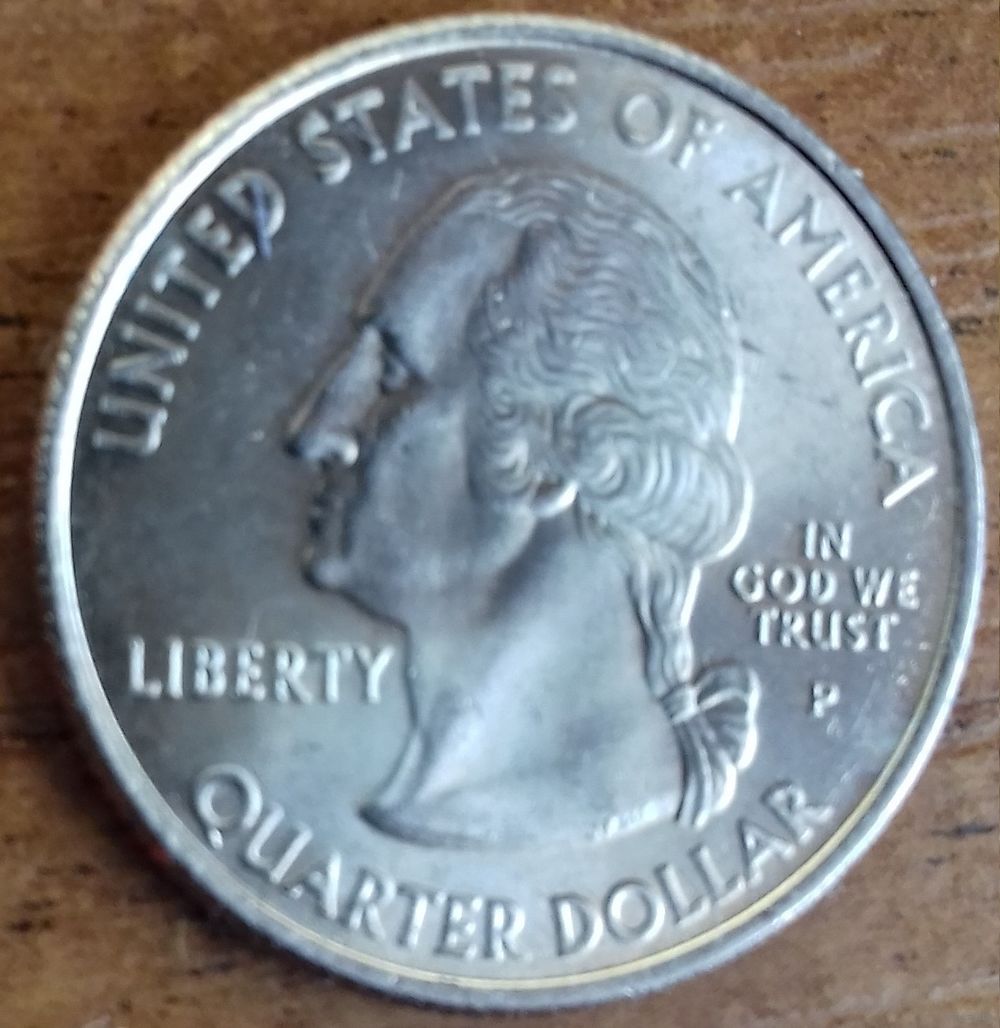 UNITED STATES OF AMERICA
LIBERTY
IN
GOD WE
TRUST
P
QUARTER DOLLAR